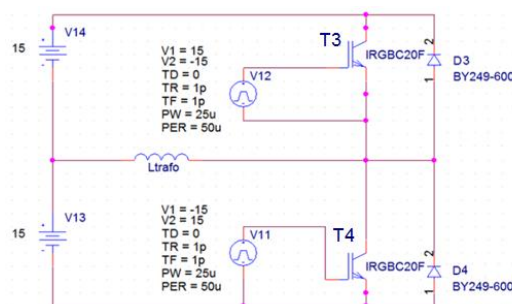 V14
15
V1 = 15
V2 = -15
TD = 0
TR = 1p
TF = 1p
PW = 25u
PER = 50u
V12
T3
IRGBC20F
2
1
D3
BY249-600
Ltrafo
V13
15
V1 = -15
V2 = 15
TD = 0
TR = 1p
TF = 1p
PW = 25u
PER = 50u
V11
T4
IRGBC20F
2
1
D4
BY249-600